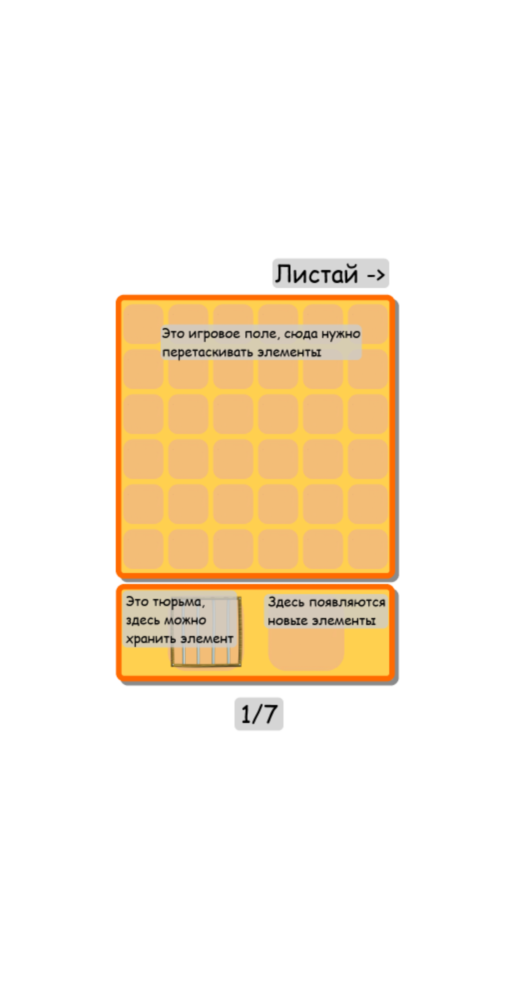 Листай ->
Это игровое поле, сюда нужно
перетаскивать элементы
Это тюрьма,
здесь можно
хранить элемент
Здесь появляются
новые элементы
1/7